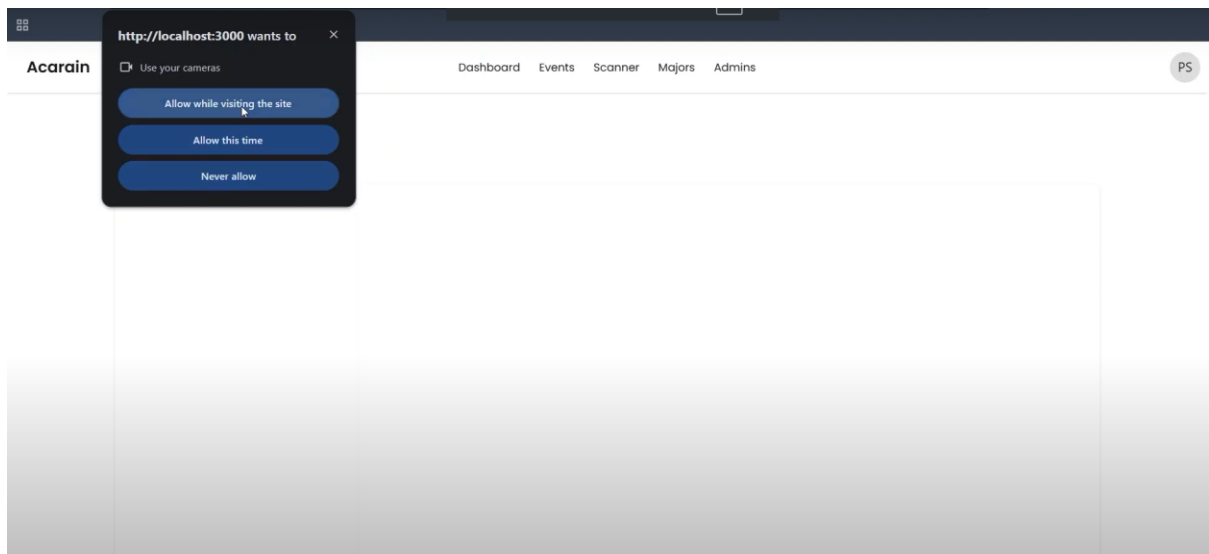 http://localhost:3000 wants to
Use your cameras
Allow while visiting the site
Allow this time
Never allow
Acarain
Dashboard Events Scanner Majors Admins
PS